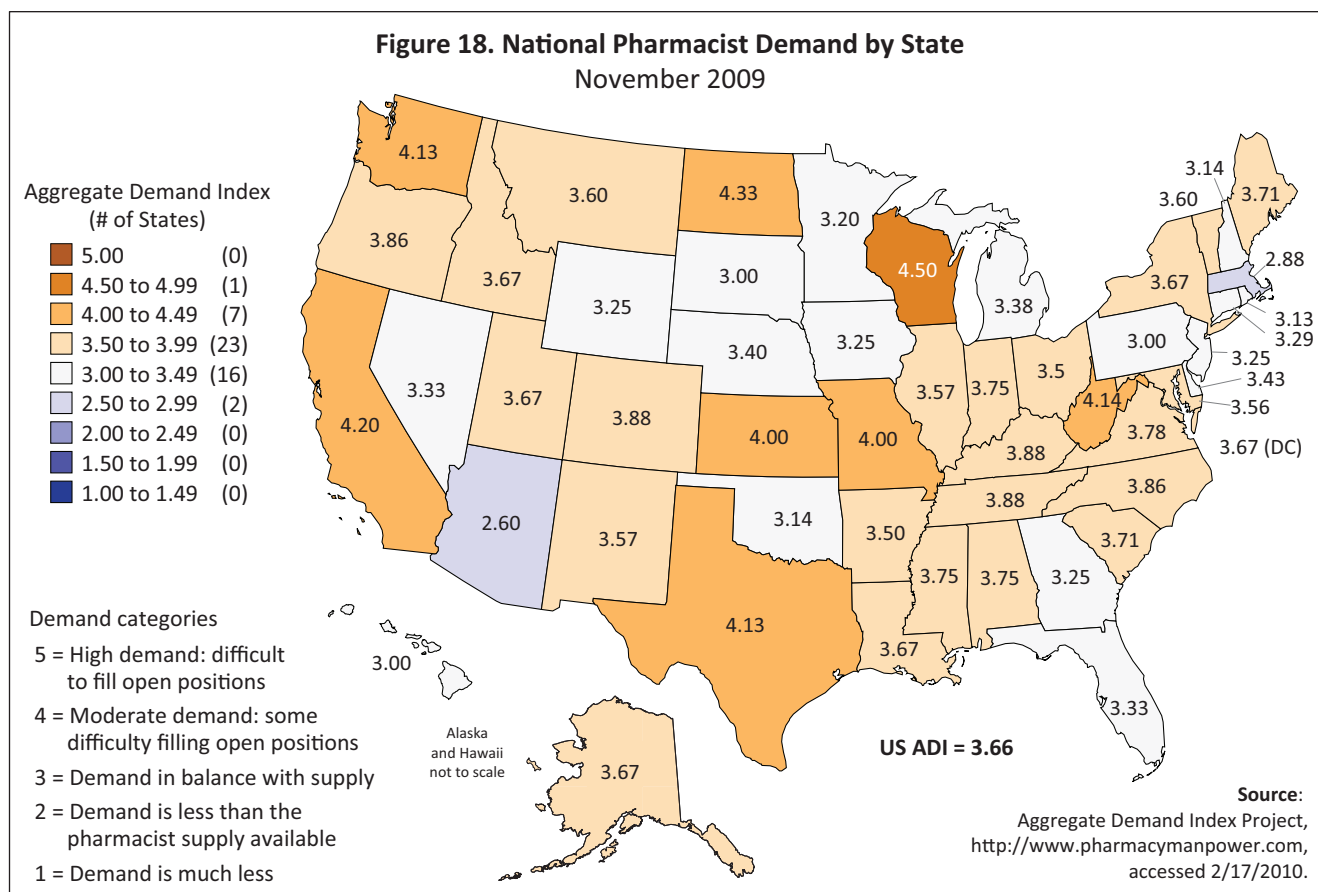 Figure 18. National Pharmacist Demand by State
November 2009
Aggregate Demand Index
(# of States)
5.00 (0)
4.50 to 4.99 (1)
4.00 to 4.49 (7)
3.50 to 3.99 (23)
3.00 to 3.49 (16)
2.50 to 2.99 (2)
2.00 to 2.49 (0)
1.50 to 1.99 (0)
1.00 to 1.49 (0)
4.13
3.86
4.20
3.67
3.60
3.33
3.25
3.67
3.88
2.60
3.57
4.33
3.00
3.40
4.00
3.14
4.13
3.20
3.25
4.00
3.50
3.67
4.50
3.38
3.57
3.75
3.5
3.88
3.88
3.75
3.75
3.25
3.33
3.71
3.86
3.78
4.14
3.00
3.67
3.60
3.14
3.71
2.88
3.13
3.29
3.25
3.43
3.56
3.67 (DC)
3.00
3.67
Alaska
and Hawaii
not to scale
US ADI = 3.66
Demand categories
5 = High demand: difficult
to fill open positions
4 = Moderate demand: some
difficulty filling open positions
3 = Demand in balance with supply
2 = Demand is less than the
pharmacist supply available
1 = Demand is much less
Source:
Aggregate Demand Index Project,
http://www.pharmacymanpower.com,
accessed 2/17/2010.